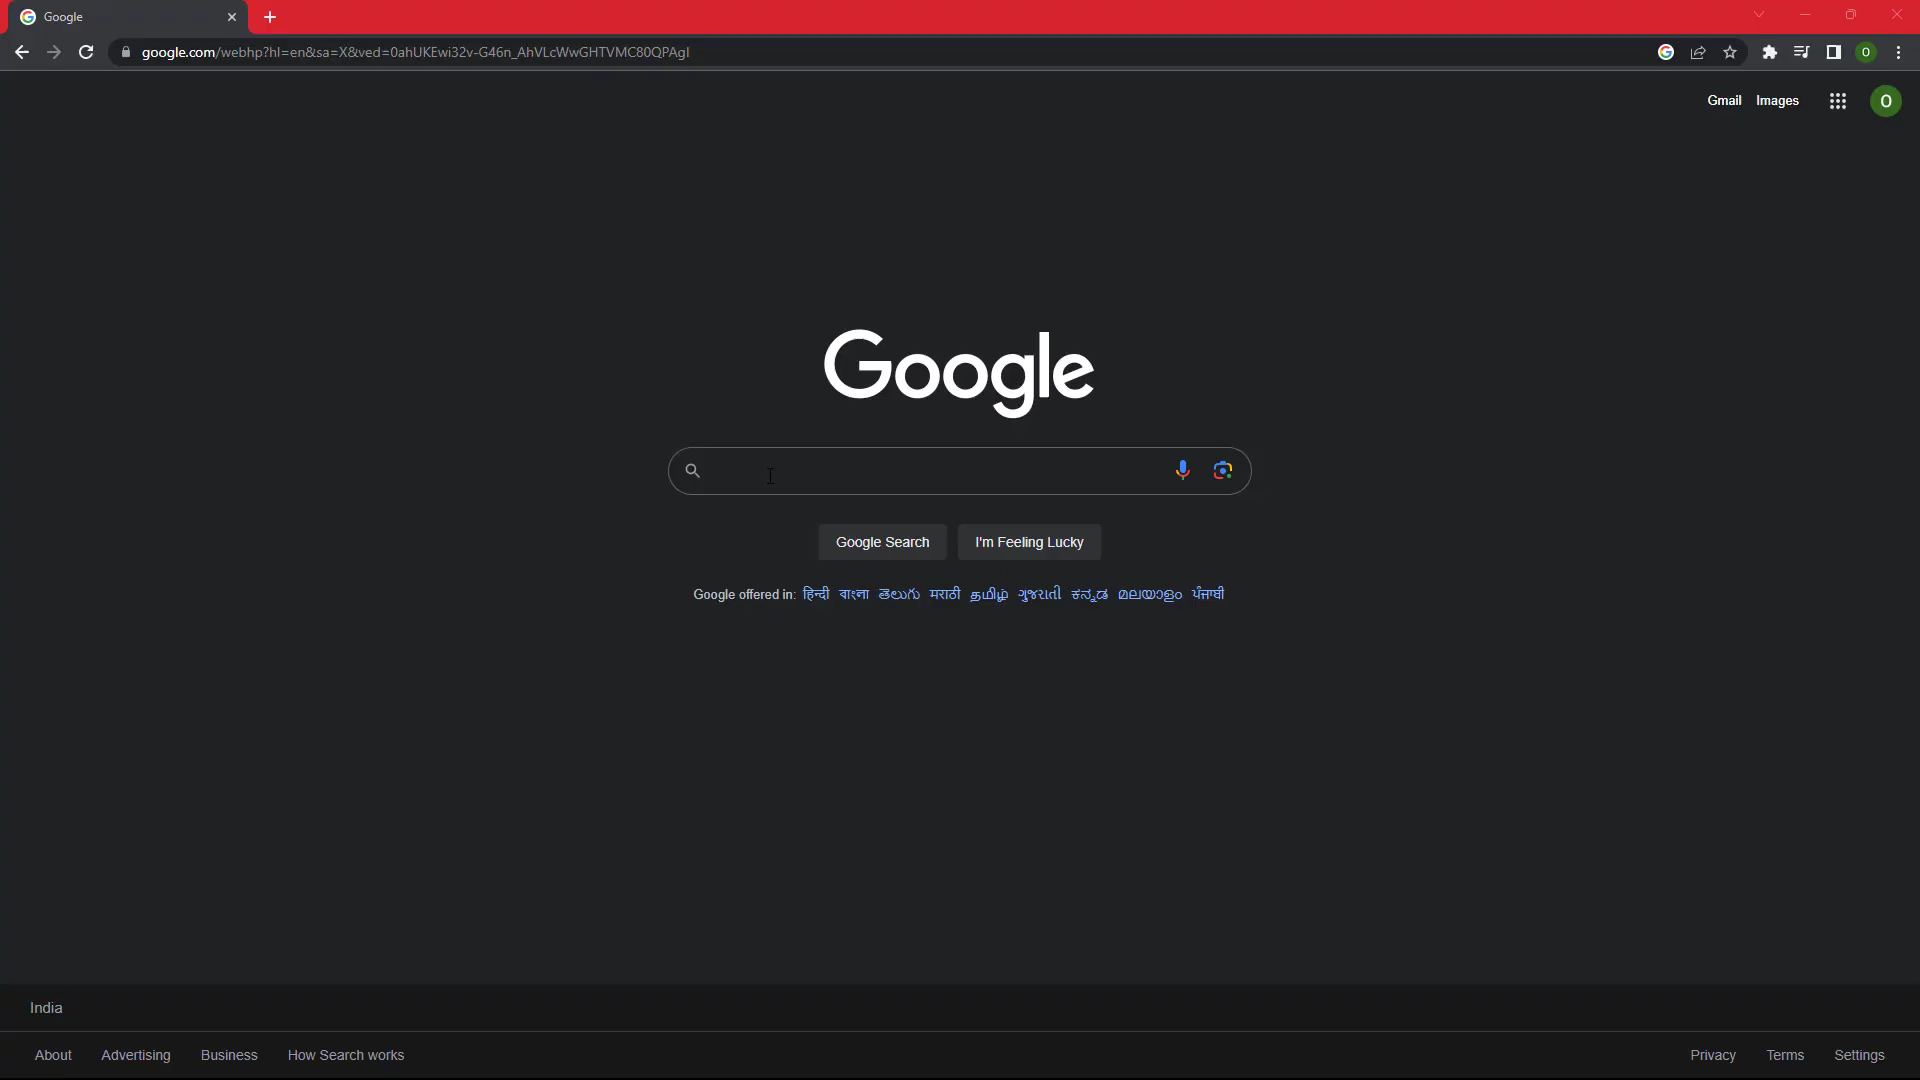 Google
google.com/webhp?hl=en&sa=X&ved=0ahUKEwi32v-G46n_AhVLcWwGHTVMC80QPAgI
O
Gmail Images
O
Google
Google Search I'm Feeling Lucky
Google offered in: हिन्दी বাংলা తెలుగు मराठी தமிழ் ગુજરાતી ಕನ್ನಡ മലയാളം ਪੰਜਾਬੀ
India
About Advertising Business How Search works Privacy Terms Settings